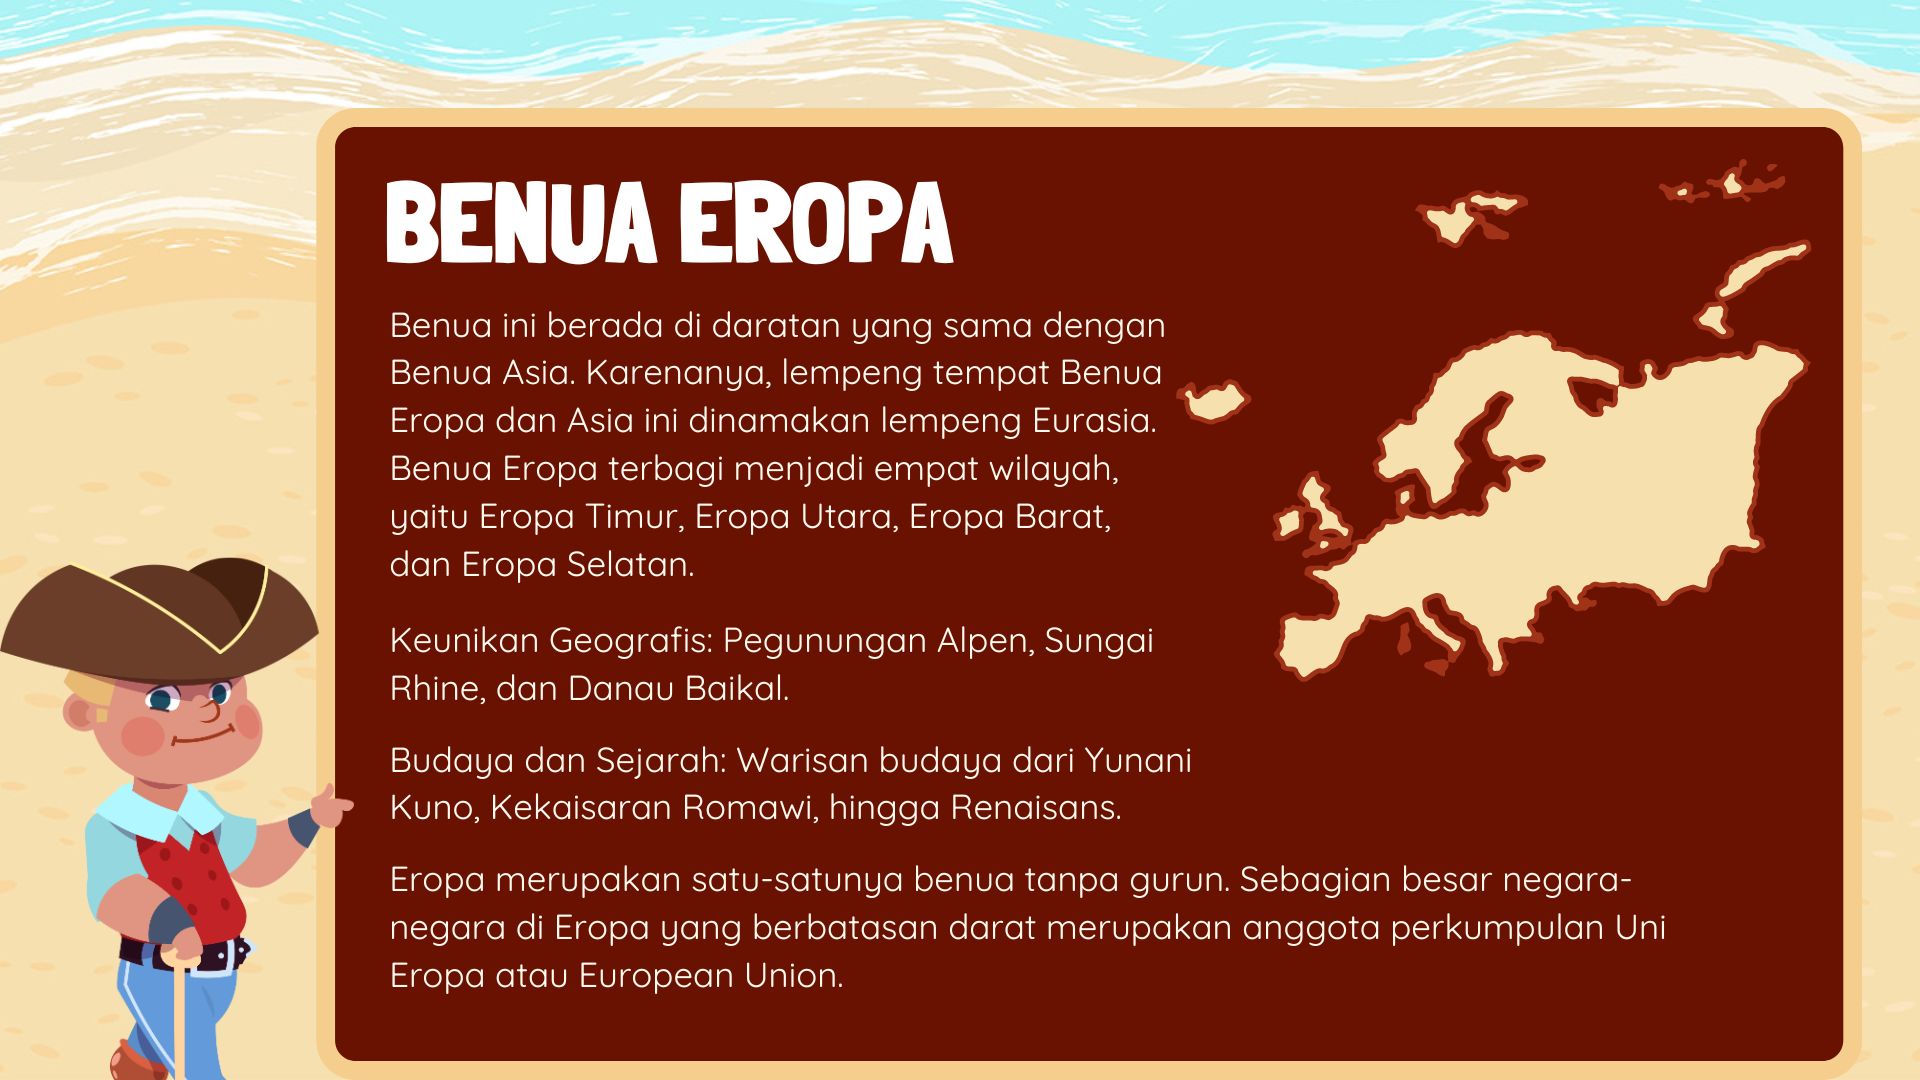 BENUA EROPA
Benua ini berada di daratan yang sama dengan
Benua Asia. Karenanya, lempeng tempat Benua
Eropa dan Asia ini dinamakan lempeng Eurasia.
Benua Eropa terbagi menjadi empat wilayah,
yaitu Eropa Timur, Eropa Utara, Eropa Barat,
dan Eropa Selatan.
Keunikan Geografis: Pegunungan Alpen, Sungai
Rhine, dan Danau Baikal.
Budaya dan Sejarah: Warisan budaya dari Yunani
Kuno, Kekaisaran Romawi, hingga Renaisans.
Eropa merupakan satu-satunya benua tanpa gurun. Sebagian besar negara-
negara di Eropa yang berbatasan darat merupakan anggota perkumpulan Uni
Eropa atau European Union.